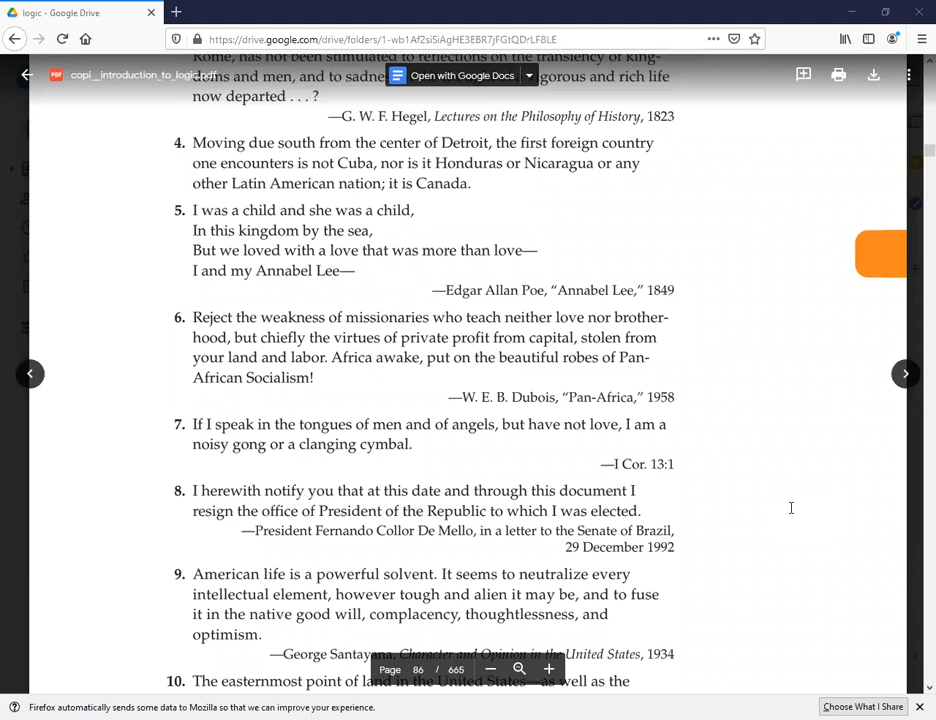 logic - Google Drive
https://drive.google.com/drive/folders/1-wb1Af2siSiAgHE3EBR7jFGtQDrLF8LE
Rome, has not been stimulated to reflections on the transiency of king-
copi__introduction_to_logic.pdf
Open with Google Docs
doms and men, and to sadne igorous and rich life
now departed . . . ?
—G. W. F. Hegel, Lectures on the Philosophy of History, 1823
4. Moving due south from the center of Detroit, the first foreign country
one encounters is not Cuba, nor is it Honduras or Nicaragua or any
other Latin American nation; it is Canada.
5. I was a child and she was a child,
In this kingdom by the sea,
But we loved with a love that was more than love—
I and my Annabel Lee—
—Edgar Allan Poe, “Annabel Lee,” 1849
6. Reject the weakness of missionaries who teach neither love nor brother-
hood, but chiefly the virtues of private profit from capital, stolen from
your land and labor. Africa awake, put on the beautiful robes of Pan-
African Socialism!
—W. E. B. Dubois, “Pan-Africa,” 1958
7. If I speak in the tongues of men and of angels, but have not love, I am a
noisy gong or a clanging cymbal.
—I Cor. 13:1
8. I herewith notify you that at this date and through this document I
resign the office of President of the Republic to which I was elected.
—President Fernando Collor De Mello, in a letter to the Senate of Brazil,
29 December 1992
9. American life is a powerful solvent. It seems to neutralize every
intellectual element, however tough and alien it may be, and to fuse
it in the native good will, complacency, thoughtlessness, and
optimism.
—George Santayana, Character and Opinion in the United States, 1934
Page 86 / 665
10. The easternmost point of land in the United States—as well as the
Firefox automatically sends some data to Mozilla so that we can improve your experience.
Choose What I Share